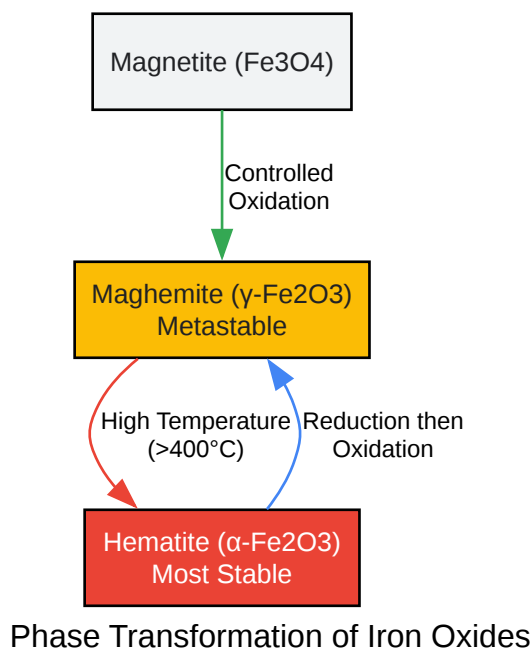 Magnetite (Fe3O4)
Controlled
Oxidation
Maghemite (γ-Fe2O3)
Metastable
High Temperature
(>400°C)
Reduction then
Oxidation
Hematite (α-Fe2O3)
Most Stable
Phase Transformation of Iron Oxides